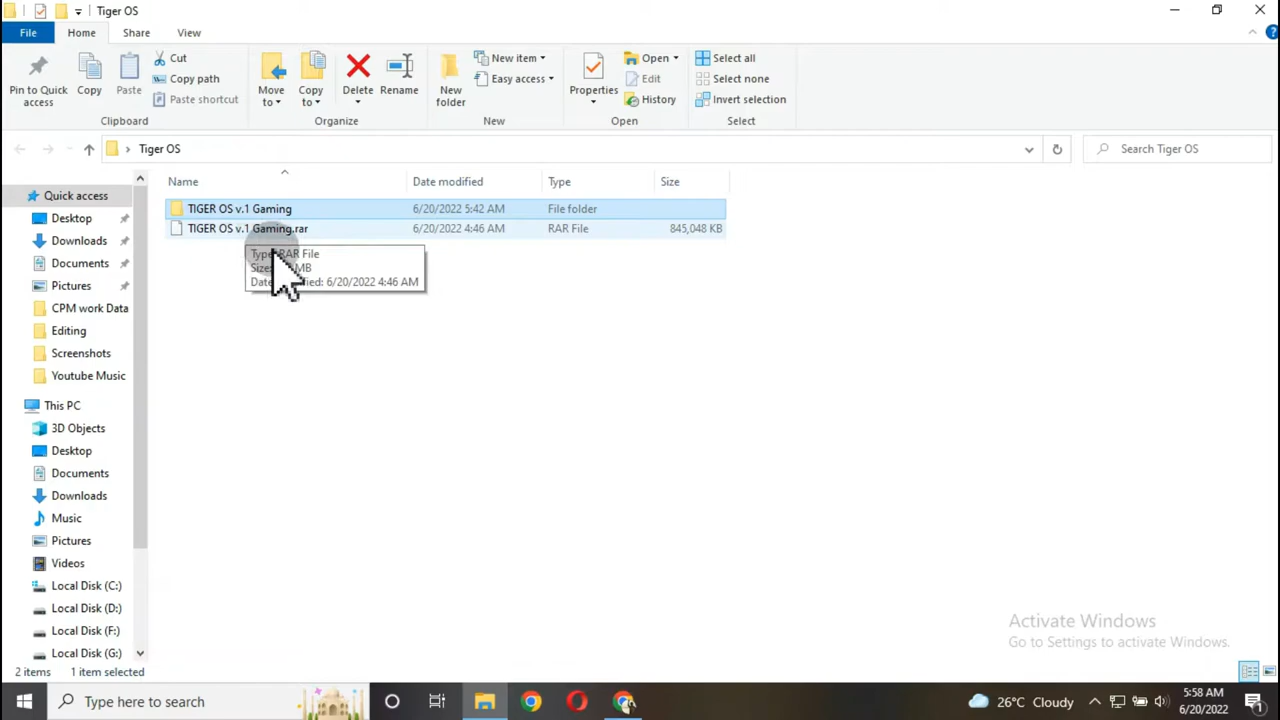 Tiger OS
File Home Share View
Pin to Quick access
Copy
Paste
Cut
Copy path
Paste shortcut
Clipboard
Move to
Copy to
Delete
Rename
Organize
New folder
New item
Easy access
New
Properties
Open
Edit
History
Open
Select all
Select none
Invert selection
Select
Tiger OS
Search Tiger OS
Name Date modified Type Size
TIGER OS v.1 Gaming 6/20/2022 5:42 AM File folder
TIGER OS v.1 Gaming.rar 6/20/2022 4:46 AM RAR File 845,048 KB
RAR File
MB
6/20/2022 4:46 AM
Quick access
Desktop
Downloads
Documents
Pictures
CPM work Data
Editing
Screenshots
Youtube Music
This PC
3D Objects
Desktop
Documents
Downloads
Music
Pictures
Videos
Local Disk (C:)
Local Disk (D:)
Local Disk (F:)
Local Disk (G:)
Activate Windows
Go to Settings to activate Windows.
2 items 1 item selected
Type here to search
26°C Cloudy
5:58 AM
6/20/2022
1